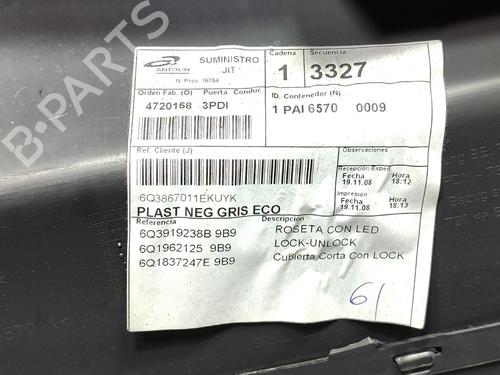 B-PARTS
ANTOLIN
SUMINISTRO
JIT
N. Prov. 16758
Cadena
Secuencia
1
3327
Orden Fab. (O)
Puerta
Conduc
4720158
3PDI
ID. Contenedor (N)
1 PAI 6570
0009
Ref. Cliente (J)
6Q3867011EKUYK
Observaciones
Recepción Exped.
Fecha
Hora
19.11.08
18:12
Impresión
Fecha
Hora
19.11.08
18:13
PLAST NEG GRIS ECO
Referencia
Descripción
6Q3919238B 9B9
ROSETA CON LED
6Q1962125 9B9
LOCK-UNLOCK
6Q1837247E 9B9
Cubierta Corta Con LOCK
61